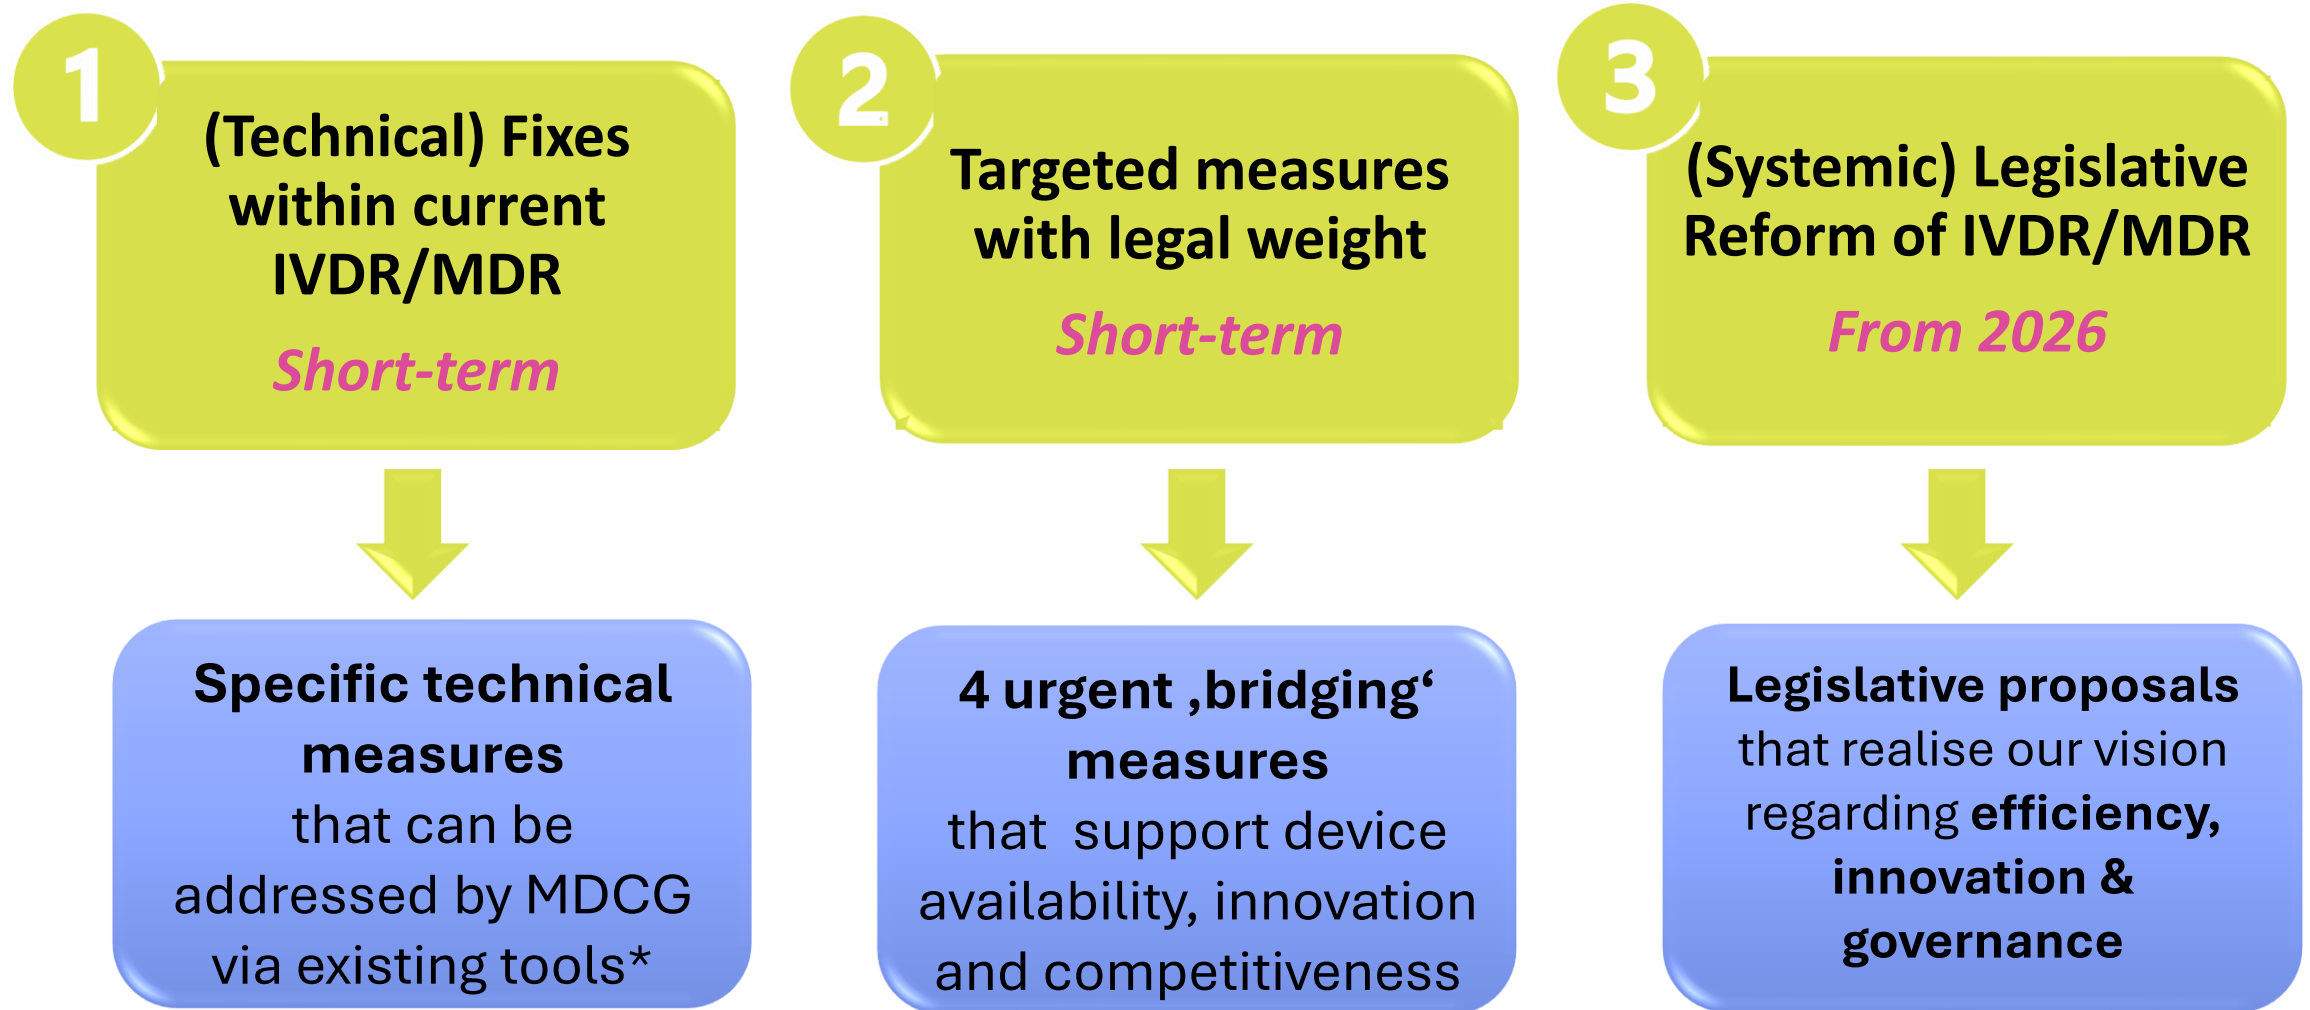 1
(Technical) Fixes
within current
IVDR/MDR
Short-term
Specific technical
measures
that can be
addressed by MDCG
via existing tools*
2
Targeted measures
with legal weight
Short-term
4 urgent ‚bridging‘
measures
that  support device
availability, innovation
and competitiveness
3
(Systemic) Legislative
Reform of IVDR/MDR
From 2026
Legislative proposals
that realise our vision
regarding efficiency,
innovation &
governance